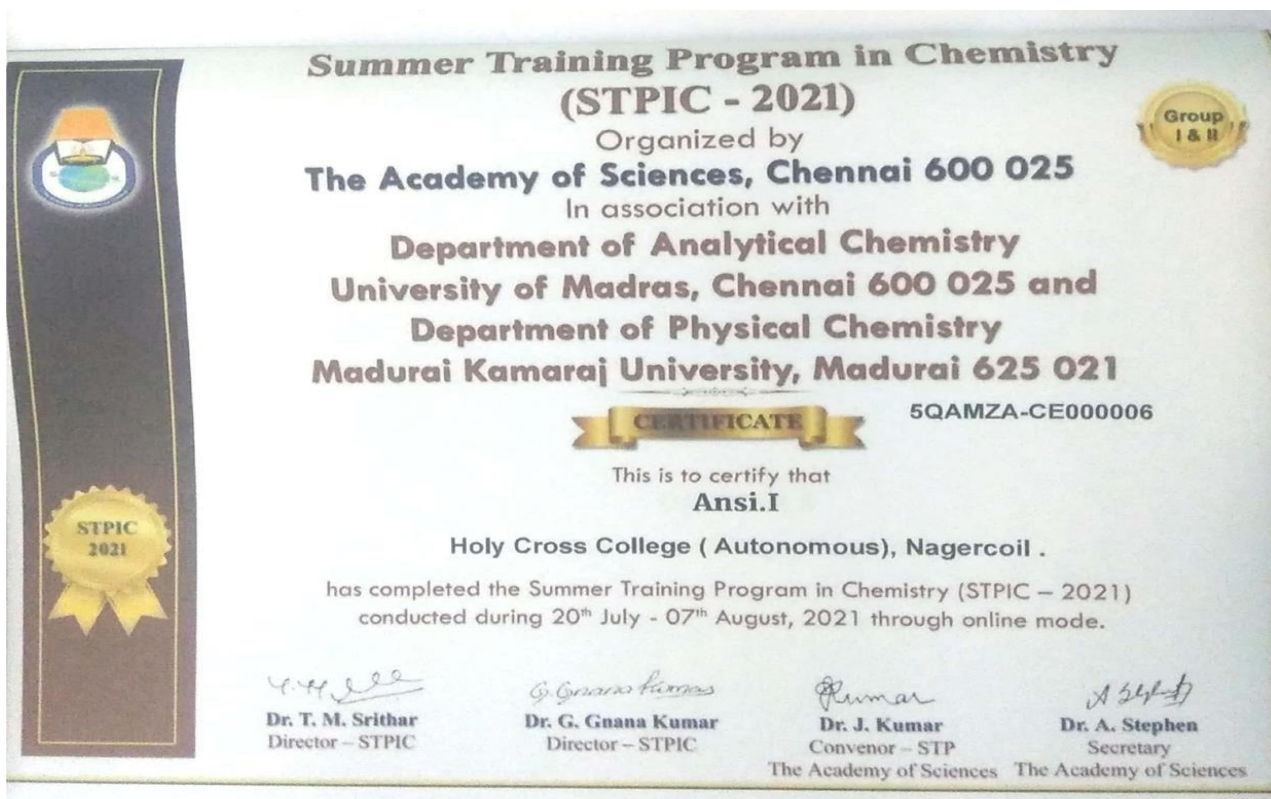 Summer Training Program in Chemistry
(STPIC - 2021)
Group
I & II
Organized by
The Academy of Sciences, Chennai 600 025
In association with
Department of Analytical Chemistry
University of Madras, Chennai 600 025 and
Department of Physical Chemistry
Madurai Kamaraj University, Madurai 625 021
CERTIFICATE
5QAMZA-CE000006
This is to certify that
Ansi.I
Holy Cross College ( Autonomous), Nagercoil .
has completed the Summer Training Program in Chemistry (STPIC – 2021)
conducted during 20th July - 07th August, 2021 through online mode.
STPIC
2021
G. Gnana Kumar
Dr. T. M. Srithar
Director – STPIC
Dr. G. Gnana Kumar
Director – STPIC
Dr. J. Kumar
Convenor – STP
The Academy of Sciences
Dr. A. Stephen
Secretary
The Academy of Sciences